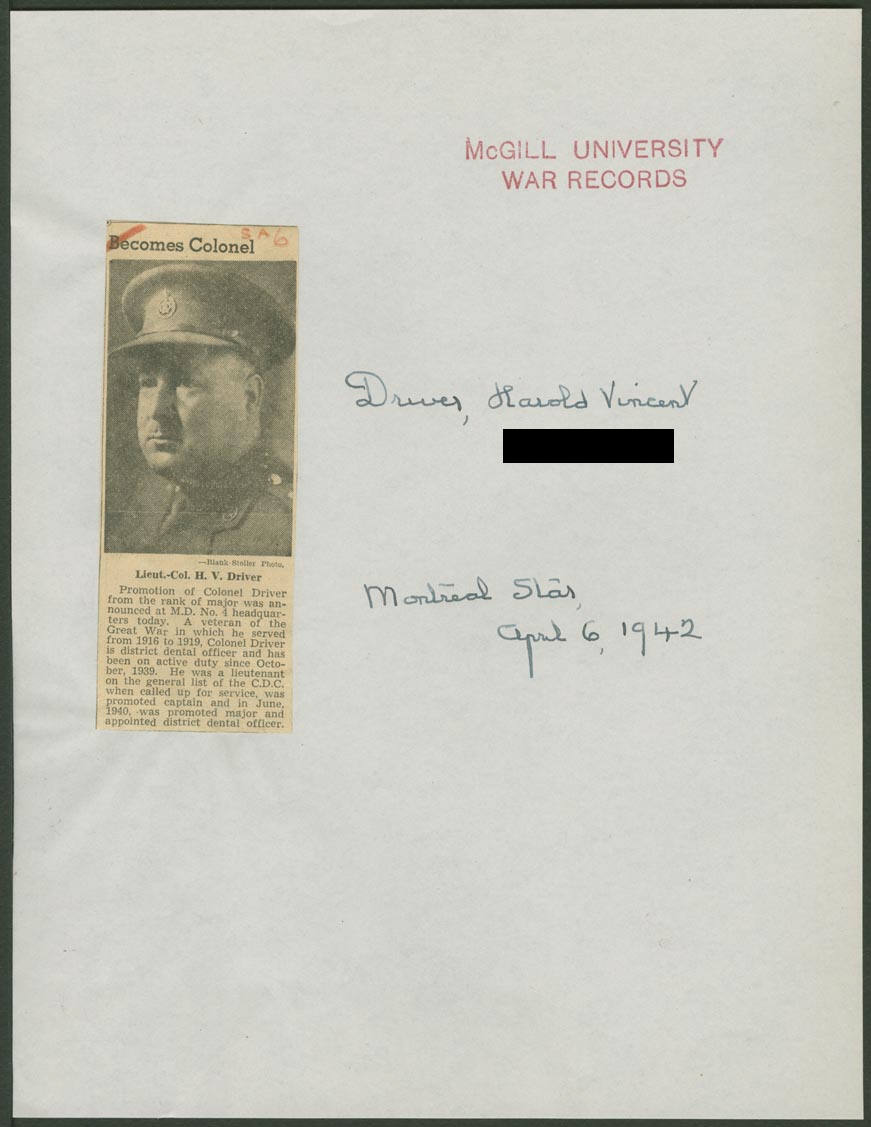 McGILL UNIVERSITY
WAR RECORDS
SA6
Becomes Colonel
—Blank-Stoller Photo.
Lieut.-Col. H. V. Driver
Promotion of Colonel Driver
from the rank of major was an-
nounced at M.D. No. 4 headquar-
ters today. A veteran of the
Great War in which he served
from 1916 to 1919, Colonel Driver
is district dental officer and has
been on active duty since Octo-
ber, 1939. He was a lieutenant
on the general list of the C.D.C.
when called up for service, was
promoted captain and in June,
1940, was promoted major and
appointed district dental officer.
Driver, Harold Vincent
Montreal Star,
April 6, 1942